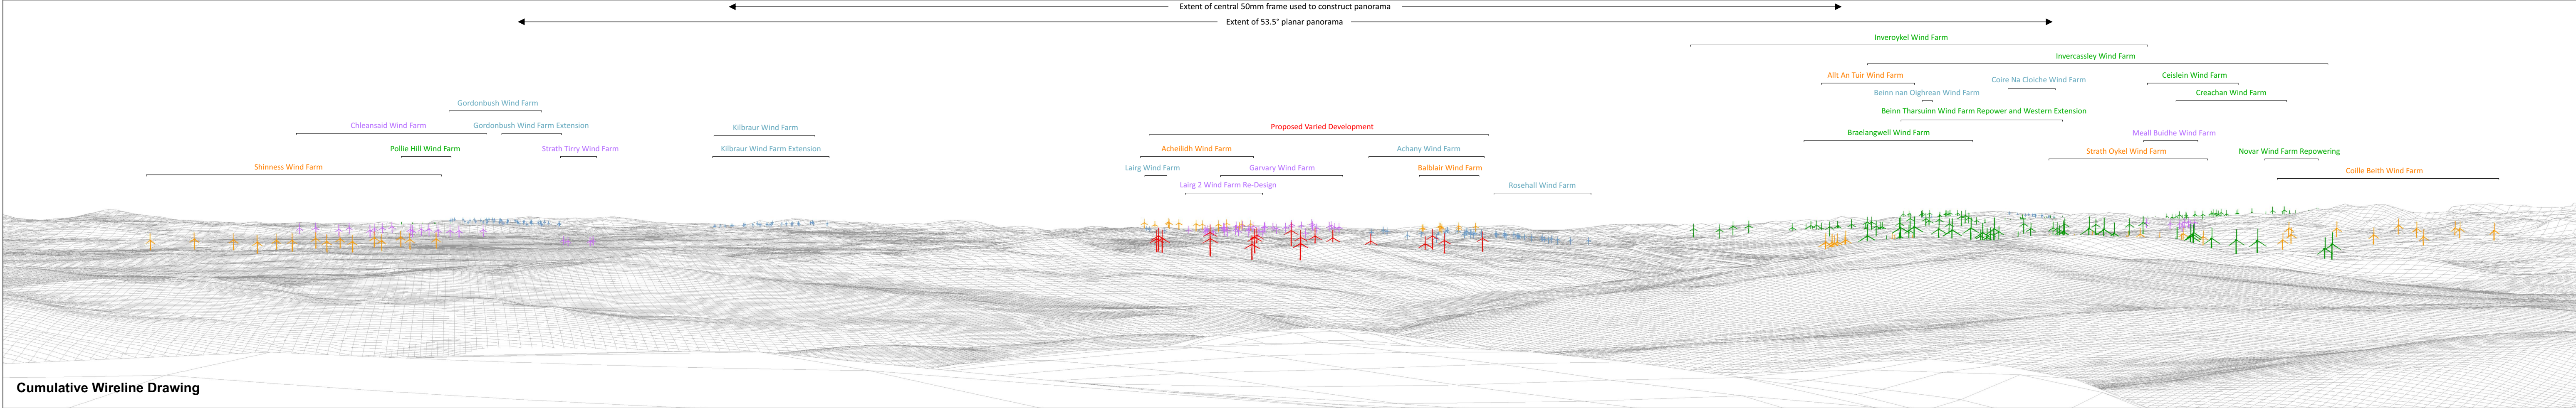 Extent of central 50mm frame used to construct panorama
Extent of 53.5° planar panorama
Inveroykel Wind Farm
Invercassley Wind Farm
Allt An Tuir Wind Farm
Coire Na Cloiche Wind Farm
Ceislein Wind Farm
Beinn nan Oighrean Wind Farm
Creachan Wind Farm
Gordonbush Wind Farm
Beinn Tharsuinn Wind Farm Repower and Western Extension
Chleansaid Wind Farm
Gordonbush Wind Farm Extension
Kilbraur Wind Farm
Proposed Varied Development
Braelangwell Wind Farm
Meall Buidhe Wind Farm
Pollie Hill Wind Farm
Strath Tirry Wind Farm
Kilbraur Wind Farm Extension
Acheilidh Wind Farm
Achany Wind Farm
Strath Oykel Wind Farm
Novar Wind Farm Repowering
Shinness Wind Farm
Lairg Wind Farm
Garvary Wind Farm
Balblair Wind Farm
Coille Beith Wind Farm
Lairg 2 Wind Farm Re-Design
Rosehall Wind Farm
Cumulative Wireline Drawing